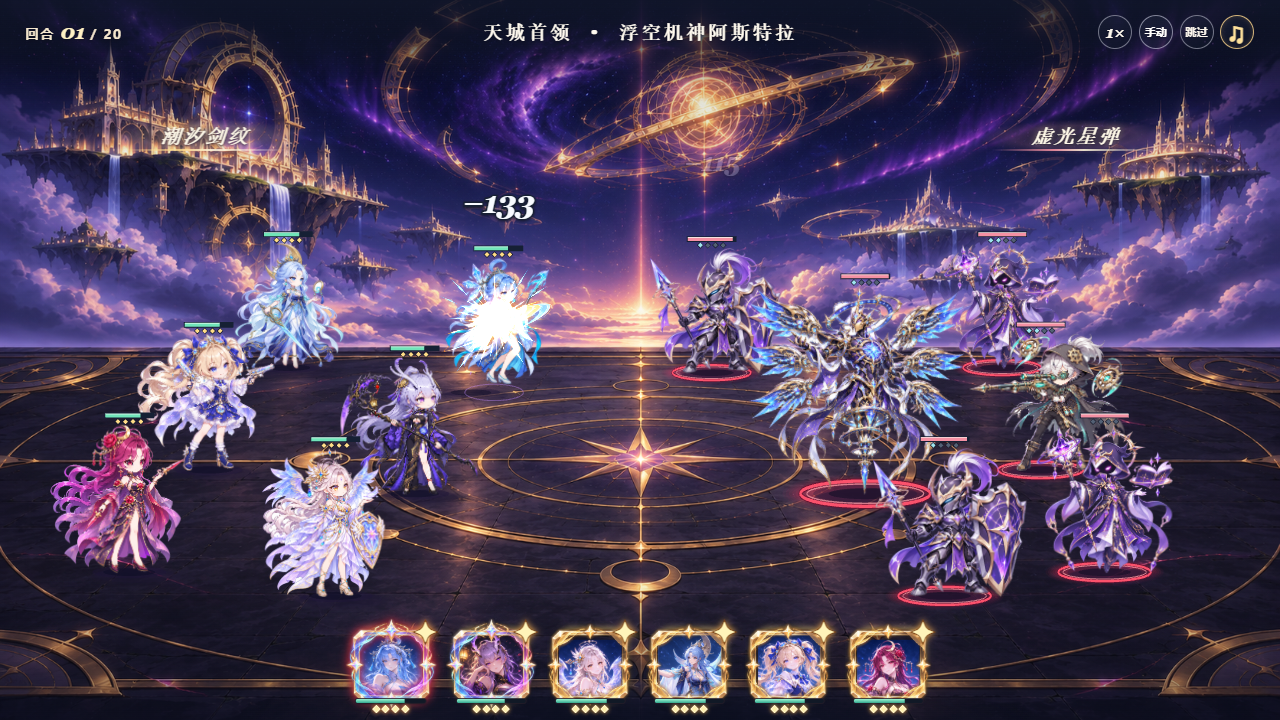 回合 01 / 20
天城首领 · 浮空机神阿斯特拉
1×
手动
跳过
潮汐剑纹
虚光星弹
−133